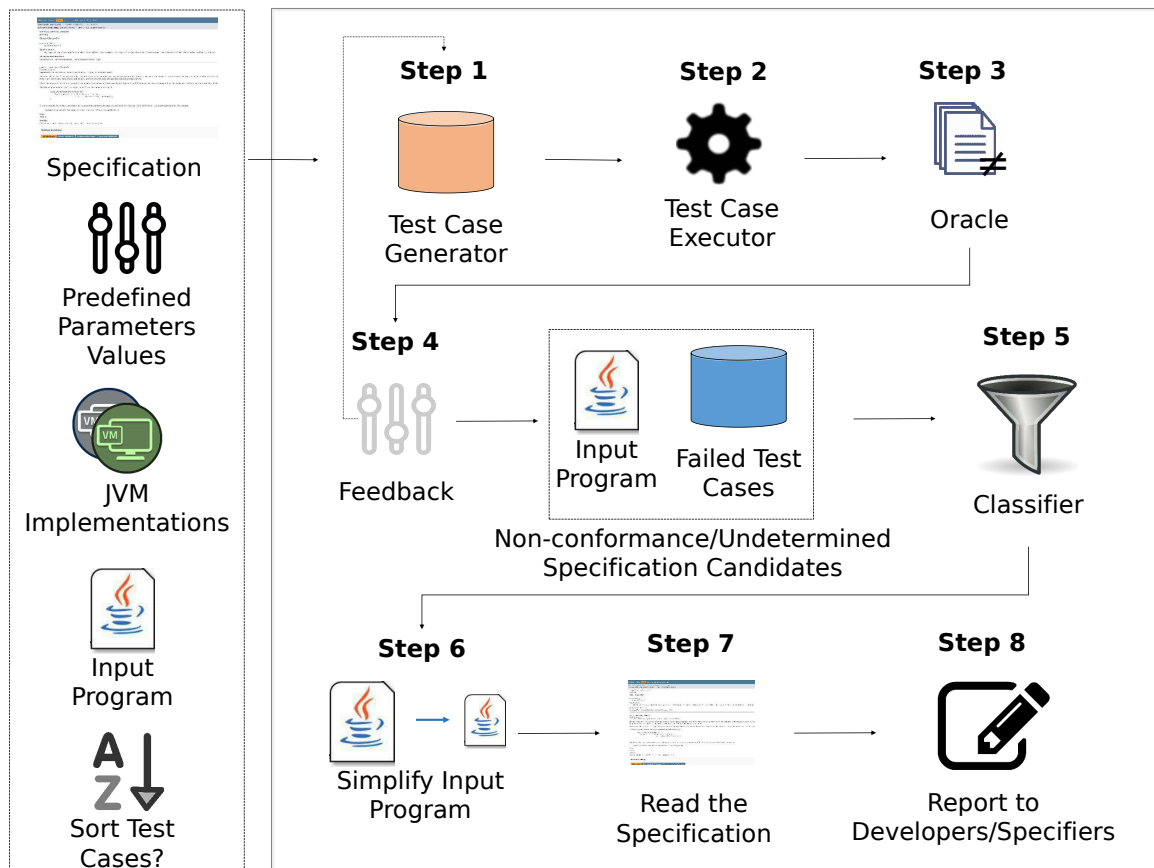 Specification
Predefined
Parameters
Values
VM
VM
JVM
Implementations
Input
Program
A
Z
Sort Test
Cases?
Step 1
Test Case
Generator
Step 2
Test Case
Executor
Step 3
≠
Oracle
Step 4
Feedback
Input
Program
Failed Test
Cases
Non-conformance/Undetermined
Specification Candidates
Step 5
Classifier
Step 6
Simplify Input
Program
Step 7
Read the
Specification
Step 8
Report to
Developers/Specifiers